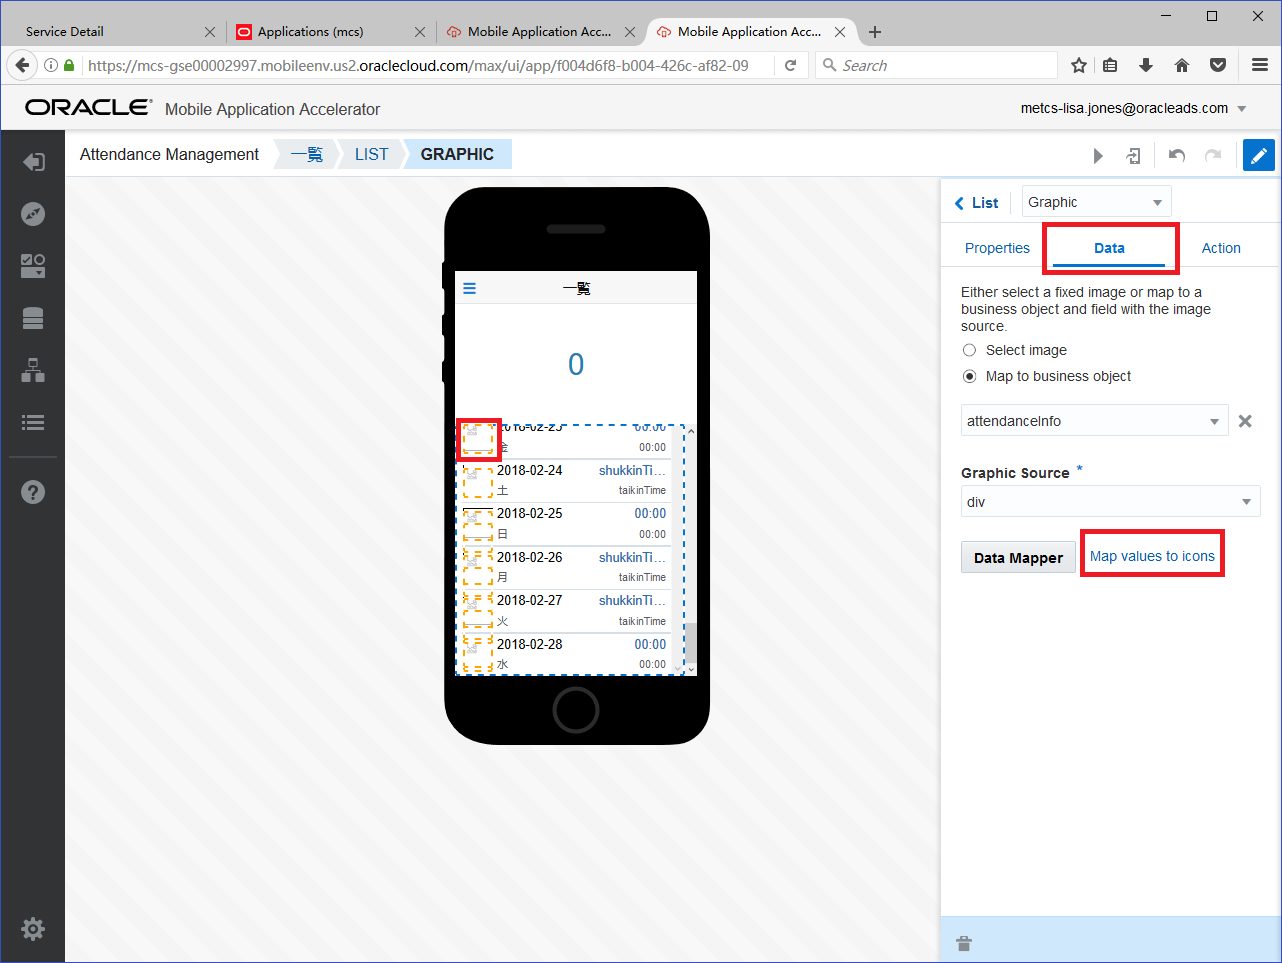 Service Detail
Applications (mcs)
Mobile Application Acc...
Mobile Application Acc...
https://mcs-gse00002997.mobileenv.us2.oraclecloud.com/max/ui/app/f004d6f8-b004-426c-af82-09
Search
ORACLE Mobile Application Accelerator
metcs-lisa.jones@oracleads.com
Attendance Management
一覧
LIST
GRAPHIC
List
Graphic
Properties
Data
Action
Either select a fixed image or map to a
business object and field with the image
source.
Select image
Map to business object
attendanceInfo
Graphic Source *
div
Data Mapper
Map values to icons
一覧
0
2018-02-23 00:00
金 00:00
2018-02-24 shukkinTi...
土 taikinTime
2018-02-25 00:00
日 00:00
2018-02-26 shukkinTi...
月 taikinTime
2018-02-27 shukkinTi...
火 taikinTime
2018-02-28 00:00
水 00:00